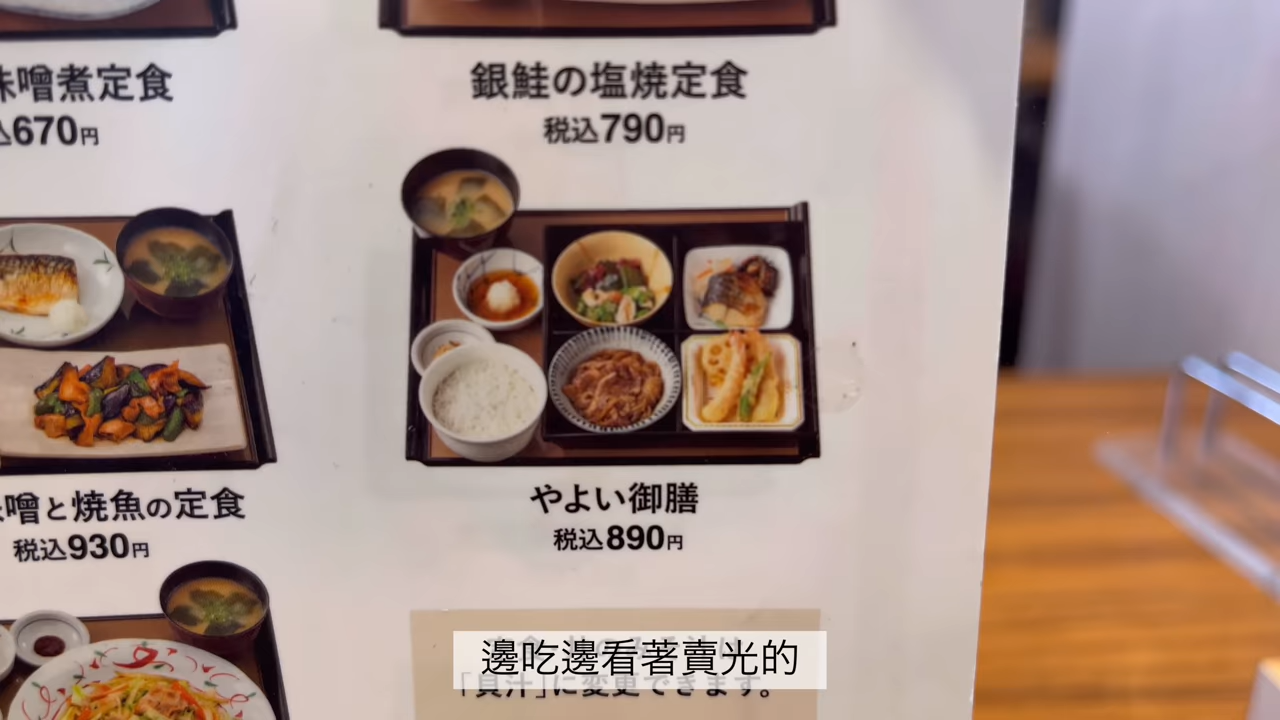 味噌煮定食
込670円
銀鮭の塩焼定食
税込790円
噌と焼魚の定食
税込930円
やよい御膳
税込890円
邊吃邊看著賣光的
「貝汁」に変更できます。